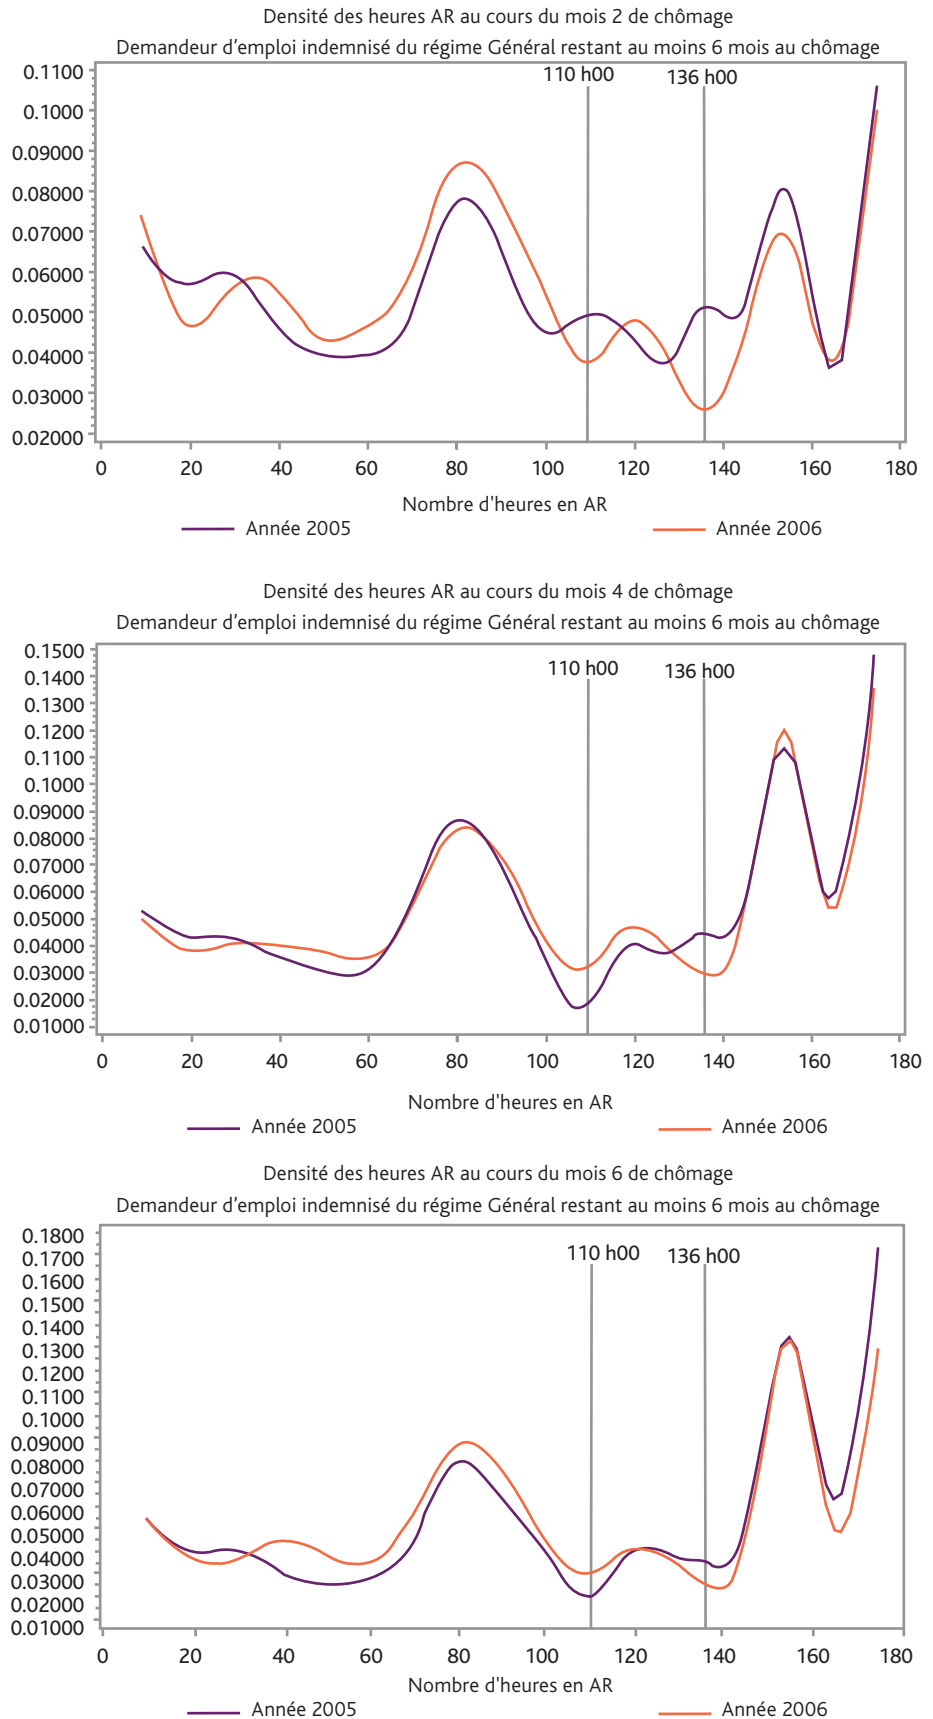 Densité des heures AR au cours du mois 2 de chômage
Demandeur d'emploi indemnisé du régime Général restant au moins 6 mois au chômage
110 h00
136 h00
0.1100
0.1000
0.09000
0.08000
0.07000
0.06000
0.05000
0.04000
0.03000
0.02000
0 20 40 60 80 100 120 140 160 180
Nombre d'heures en AR
Année 2005 Année 2006
Densité des heures AR au cours du mois 4 de chômage
Demandeur d'emploi indemnisé du régime Général restant au moins 6 mois au chômage
110 h00
136 h00
0.1500
0.1400
0.1300
0.1200
0.1100
0.1000
0.09000
0.08000
0.07000
0.06000
0.05000
0.04000
0.03000
0.02000
0.01000
0 20 40 60 80 100 120 140 160 180
Nombre d'heures en AR
Année 2005 Année 2006
Densité des heures AR au cours du mois 6 de chômage
Demandeur d'emploi indemnisé du régime Général restant au moins 6 mois au chômage
110 h00
136 h00
0.1800
0.1700
0.1600
0.1500
0.1400
0.1300
0.1200
0.1100
0.1000
0.09000
0.08000
0.07000
0.06000
0.05000
0.04000
0.03000
0.02000
0.01000
0 20 40 60 80 100 120 140 160 180
Nombre d'heures en AR
Année 2005 Année 2006